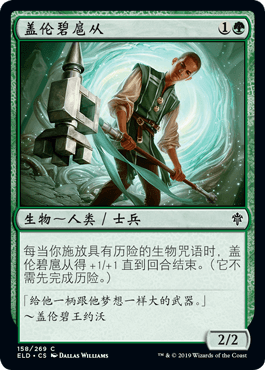 盖伦碧扈从 1
生物～人类／士兵
每当你施放具有历险的生物咒语时，盖
伦碧扈从得 +1/+1 直到回合结束。（它不
需先完成历险。）
「给他一柄跟他梦想一样大的武器。」
～盖伦碧王约沃
2/2
158/269 C
ELD • CS DALLAS WILLIAMS
™ & © 2019 Wizards of the Coast